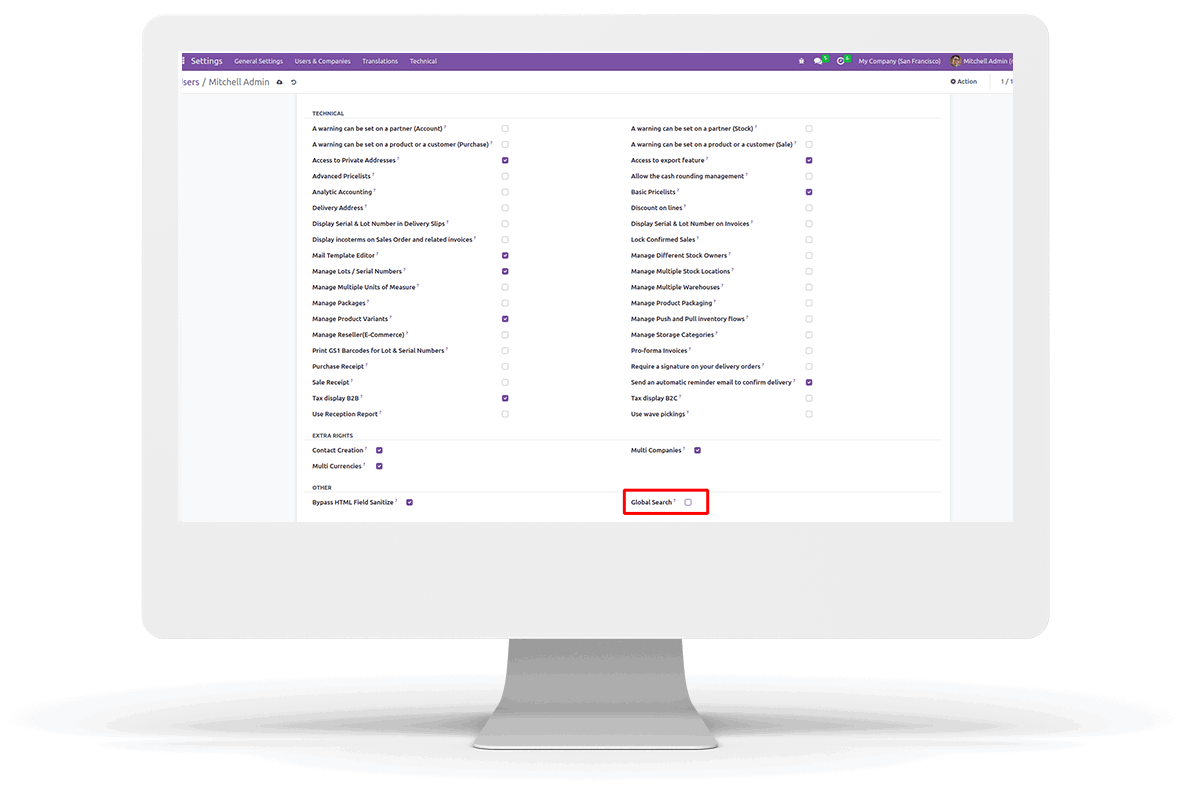 Settings General Settings Users & Companies Translations Technical 5 6 My Company (San Francisco) Mitchell Admin
/ Mitchell Admin Action 1 / 1
TECHNICAL
A warning can be set on a partner (Account) ? A warning can be set on a partner (Stock) ?
A warning can be set on a product or a customer (Purchase) ? A warning can be set on a product or a customer (Sale) ?
Access to Private Addresses ? Access to export feature ?
Advanced Pricelists ? Allow the cash rounding management ?
Analytic Accounting ? Basic Pricelists ?
Delivery Address ? Discount on lines ?
Display Serial & Lot Number in Delivery Slips ? Display Serial & Lot Number on Invoices ?
Display incoterms on Sales Order and related invoices ? Lock Confirmed Sales ?
Mail Template Editor ? Manage Different Stock Owners ?
Manage Lots / Serial Numbers ? Manage Multiple Stock Locations ?
Manage Multiple Units of Measure ? Manage Multiple Warehouses ?
Manage Packages ? Manage Product Packaging ?
Manage Product Variants ? Manage Push and Pull inventory flows ?
Manage Reseller(E-Commerce) ? Manage Storage Categories ?
Print GS1 Barcodes for Lot & Serial Numbers ? Pro-forma Invoices ?
Purchase Receipt ? Require a signature on your delivery orders ?
Sale Receipt ? Send an automatic reminder email to confirm delivery ?
Tax display B2B ? Tax display B2C ?
Use Reception Report ? Use wave pickings ?
EXTRA RIGHTS
Contact Creation ? Multi Companies ?
Multi Currencies ?
OTHER
Bypass HTML Field Sanitize ? Global Search ?